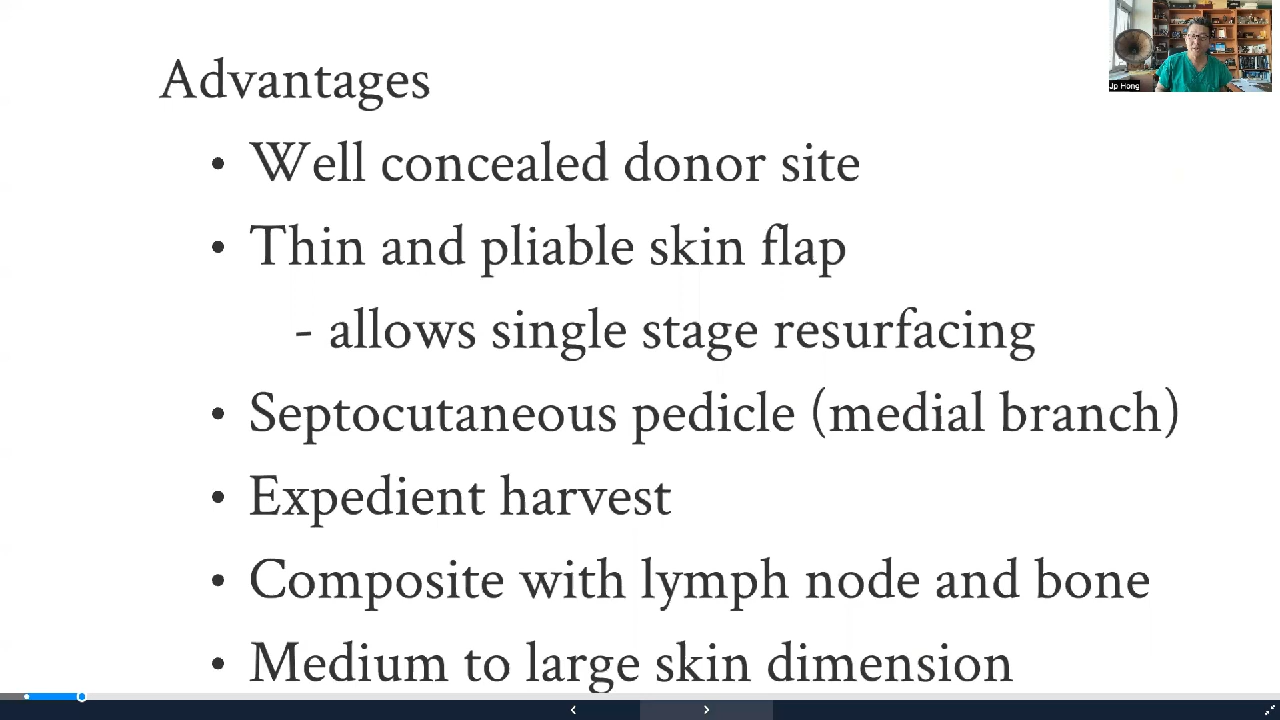 Advantages
• Well concealed donor site
• Thin and pliable skin flap
- allows single stage resurfacing
• Septocutaneous pedicle (medial branch)
• Expedient harvest
• Composite with lymph node and bone
• Medium to large skin dimension
Jp Hong